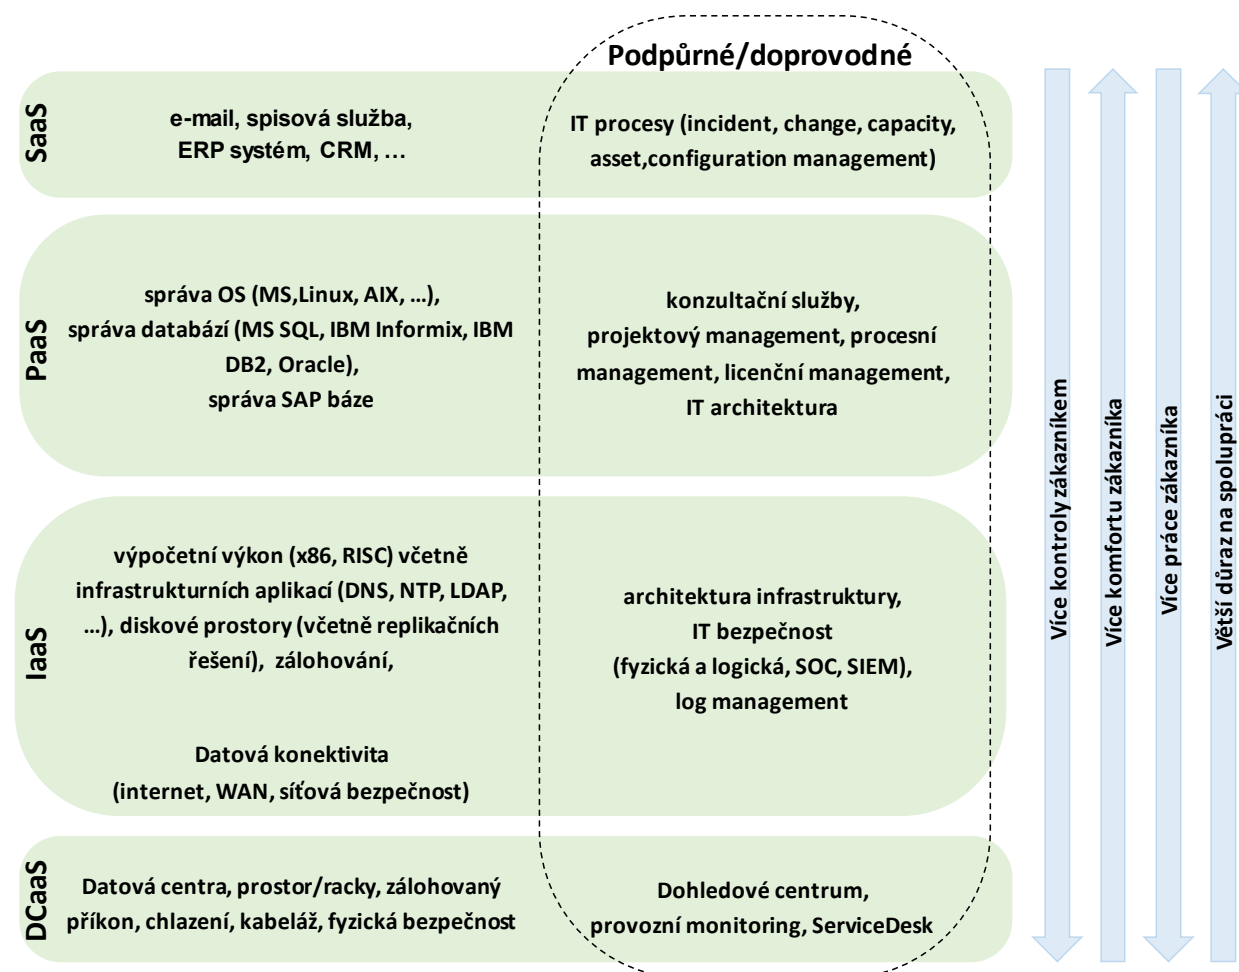 Podpůrné/doprovodné
SaaS
e-mail, spisová služba,
ERP systém, CRM, ...
IT procesy (incident, change, capacity,
asset,configuration management)
PaaS
správa OS (MS,Linux, AIX, ...),
správa databází (MS SQL, IBM Informix, IBM
DB2, Oracle),
správa SAP báze
konzultační služby,
projektový management, procesní
management, licenční management,
IT architektura
IaaS
výpočetní výkon (x86, RISC) včetně
infrastrukturních aplikací (DNS, NTP, LDAP,
...), diskové prostory (včetně replikačních
řešení), zálohování,
Datová konektivita
(internet, WAN, síťová bezpečnost)
architektura infrastruktury,
IT bezpečnost
(fyzická a logická, SOC, SIEM),
log management
DCaaS
Datová centra, prostor/racky, zálohovaný
příkon, chlazení, kabeláž, fyzická bezpečnost
Dohledové centrum,
provozní monitoring, ServiceDesk
Více kontroly zákazníkem
Více komfortu zákazníka
Více práce zákazníka
Větší důraz na spolupráci